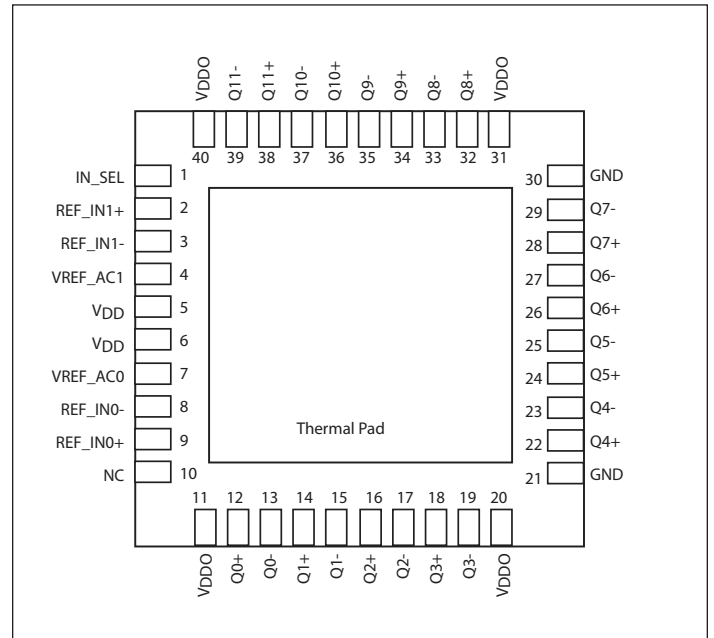 VDDO Q11- Q11+ Q10- Q10+ Q9- Q9+ Q8- Q8+ VDDO
40 39 38 37 36 35 34 33 32 31
IN_SEL 1
REF_IN1+ 2
REF_IN1- 3
VREF_AC1 4
VDD 5
VDD 6
VREF_AC0 7
REF_IN0- 8
REF_IN0+ 9
NC 10
30 GND
29 Q7-
28 Q7+
27 Q6-
26 Q6+
25 Q5-
24 Q5+
23 Q4-
22 Q4+
21 GND
Thermal Pad
11 12 13 14 15 16 17 18 19 20
VDDO Q0+ Q0- Q1+ Q1- Q2+ Q2- Q3+ Q3- VDDO